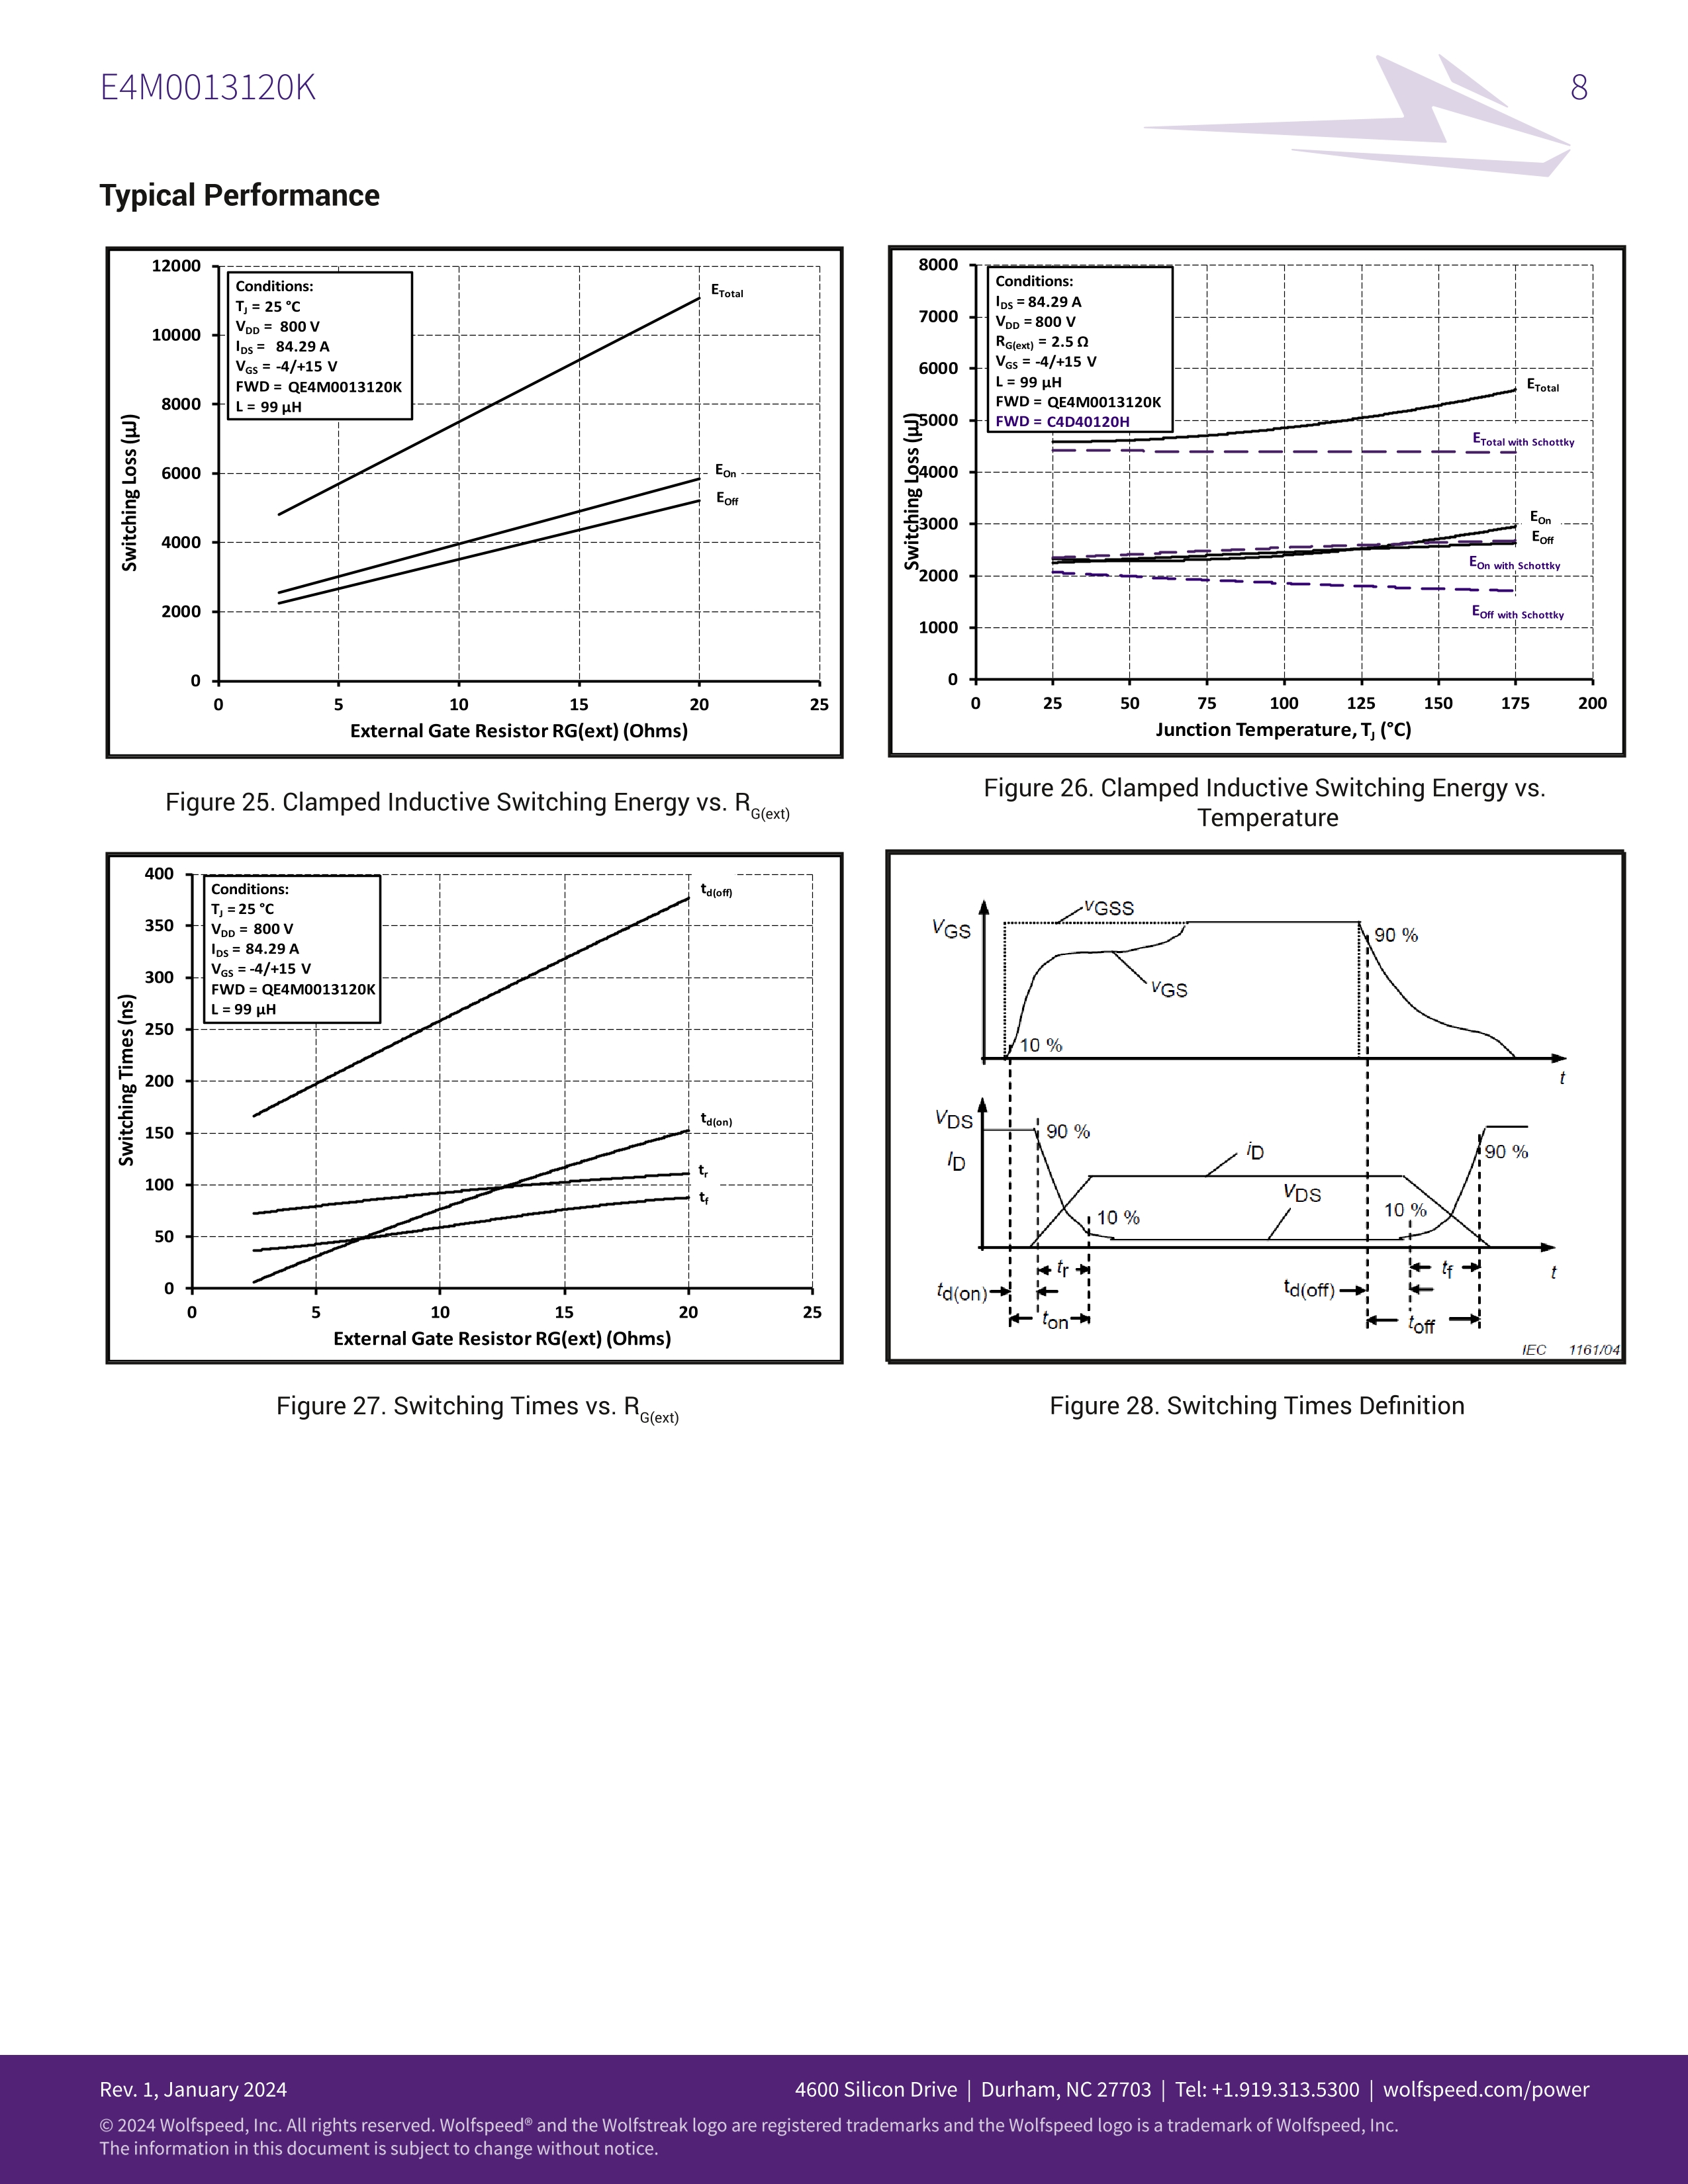 E4M0013120K
8
Typical Performance
12000
10000
8000
6000
4000
2000
0
Switching Loss (µJ)
Conditions:
TJ = 25 °C
VDD = 800 V
IDS = 84.29 A
VGS = -4/+15 V
FWD = QE4M0013120K
L = 99 µH
ETotal
EOn
EOff
0 5 10 15 20 25
External Gate Resistor RG(ext) (Ohms)
Figure 25. Clamped Inductive Switching Energy vs. RG(ext)
8000
7000
6000
5000
4000
3000
2000
1000
0
Switching Loss (µJ)
Conditions:
IDS = 84.29 A
VDD = 800 V
RG(ext) = 2.5 Ω
VGS = -4/+15 V
L = 99 µH
FWD = QE4M0013120K
FWD = C4D40120H
ETotal
ETotal with Schottky
EOn
EOff
EOn with Schottky
EOff with Schottky
0 25 50 75 100 125 150 175 200
Junction Temperature, TJ (°C)
Figure 26. Clamped Inductive Switching Energy vs.
Temperature
400
350
300
250
200
150
100
50
0
Switching Times (ns)
Conditions:
TJ = 25 °C
VDD = 800 V
IDS = 84.29 A
VGS = -4/+15 V
FWD = QE4M0013120K
L = 99 µH
td(off)
td(on)
tr
tf
0 5 10 15 20 25
External Gate Resistor RG(ext) (Ohms)
Figure 27. Switching Times vs. RG(ext)
VGS
vGSS
90 %
vGS
10 %
t
VDS
90 %
ID
iD
90 %
VDS
10 %
10 %
tr
tf
t
td(on)
td(off)
ton
toff
IEC 1161/04
Figure 28. Switching Times Definition
Rev. 1, January 2024
4600 Silicon Drive | Durham, NC 27703 | Tel: +1.919.313.5300 | wolfspeed.com/power
© 2024 Wolfspeed, Inc. All rights reserved. Wolfspeed® and the Wolfstreak logo are registered trademarks and the Wolfspeed logo is a trademark of Wolfspeed, Inc.
The information in this document is subject to change without notice.